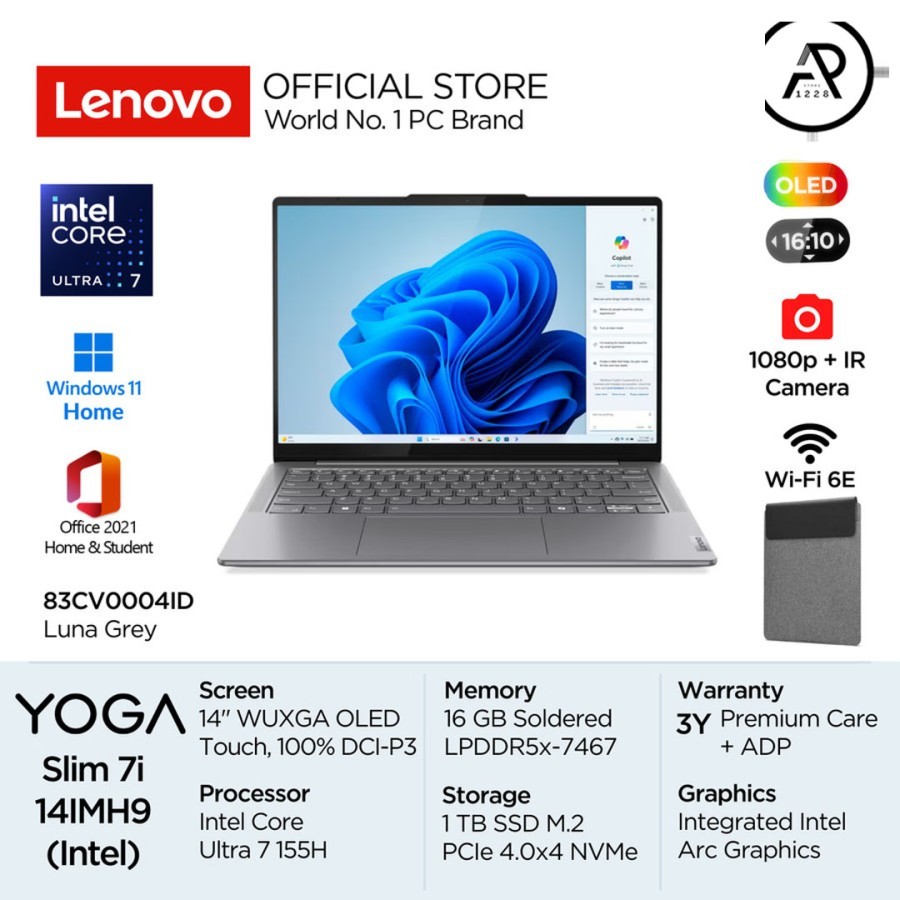 Lenovo
OFFICIAL STORE
World No. 1 PC Brand
AP
STORE
1228
intel
CORE
ULTRA 7
OLED
16:10
Copilot
Windows 11
Home
1080p + IR
Camera
Wi-Fi 6E
Office 2021
Home & Student
Lenovo
83CV0004ID
Luna Grey
YOGA
Slim 7i
14IMH9
(Intel)
Screen
14" WUXGA OLED
Touch, 100% DCI-P3
Processor
Intel Core
Ultra 7 155H
Memory
16 GB Soldered
LPDDR5x-7467
Storage
1 TB SSD M.2
PCIe 4.0x4 NVMe
Warranty
3Y Premium Care
+ ADP
Graphics
Integrated Intel
Arc Graphics